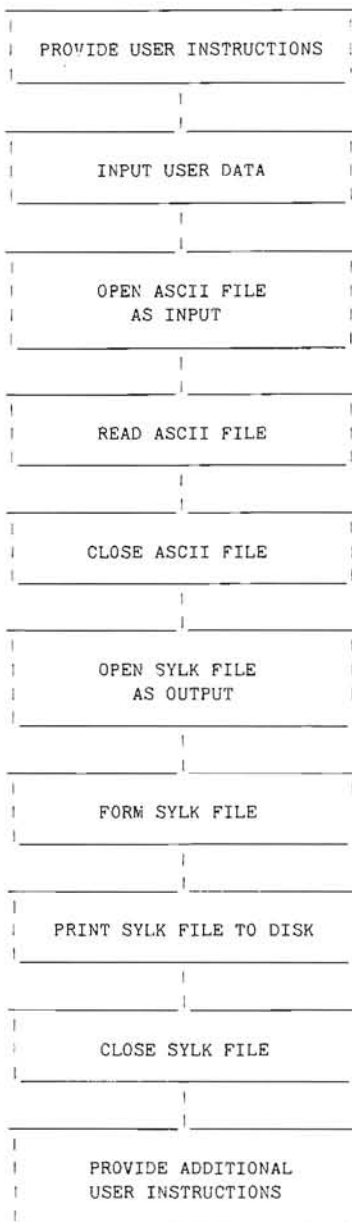 PROVIDE USER INSTRUCTIONS
INPUT USER DATA
OPEN ASCII FILE
AS INPUT
READ ASCII FILE
CLOSE ASCII FILE
OPEN SYLK FILE
AS OUTPUT
FORM SYLK FILE
PRINT SYLK FILE TO DISK
CLOSE SYLK FILE
PROVIDE ADDITIONAL
USER INSTRUCTIONS